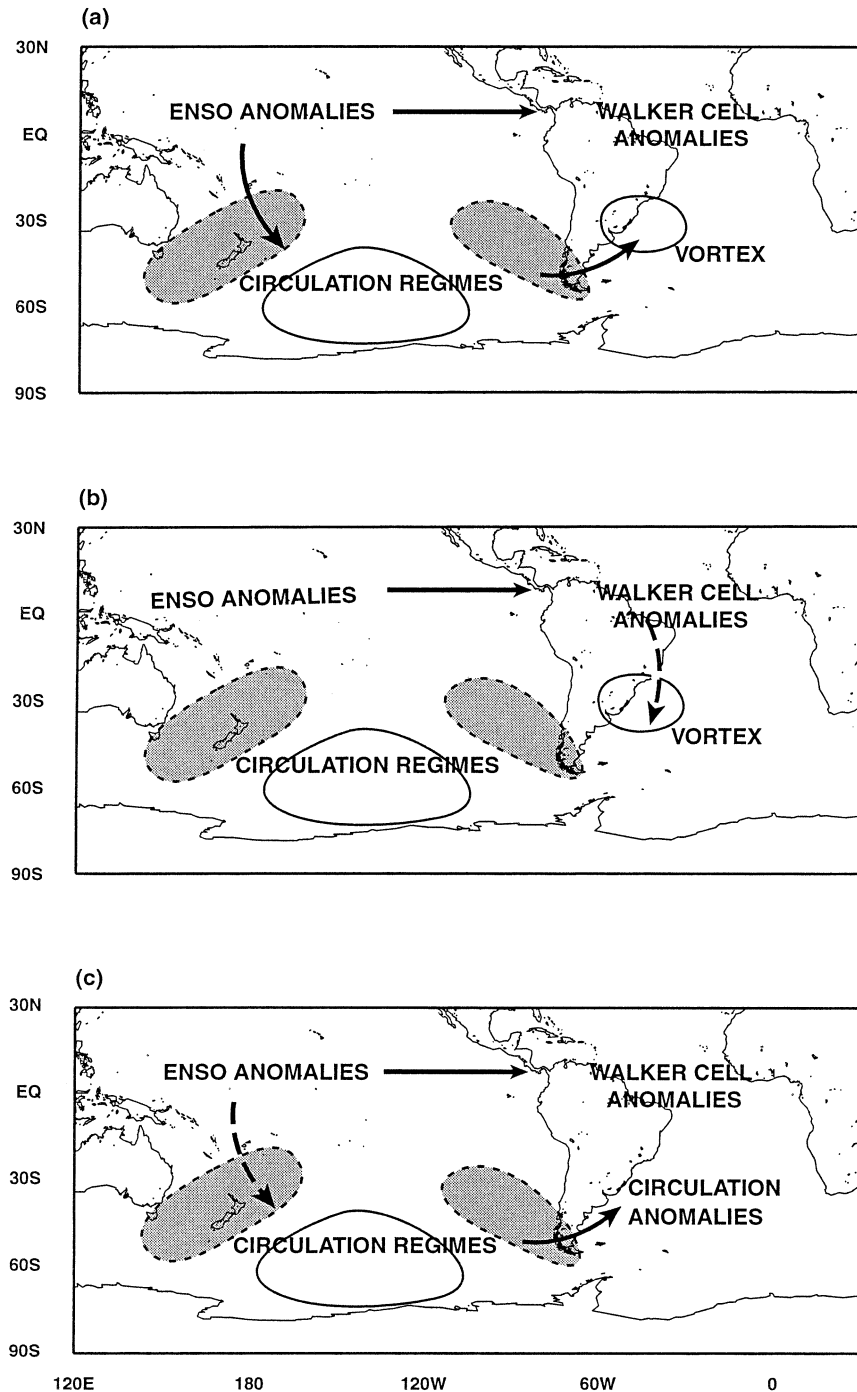 (a)
30N
ENSO ANOMALIES
WALKER CELL
ANOMALIES
EQ
30S
VORTEX
CIRCULATION REGIMES
60S
90S
(b)
30N
ENSO ANOMALIES
WALKER CELL
ANOMALIES
EQ
30S
VORTEX
CIRCULATION REGIMES
60S
90S
(c)
30N
ENSO ANOMALIES
WALKER CELL
ANOMALIES
EQ
30S
CIRCULATION
ANOMALIES
CIRCULATION REGIMES
60S
90S
120E 180 120W 60W 0